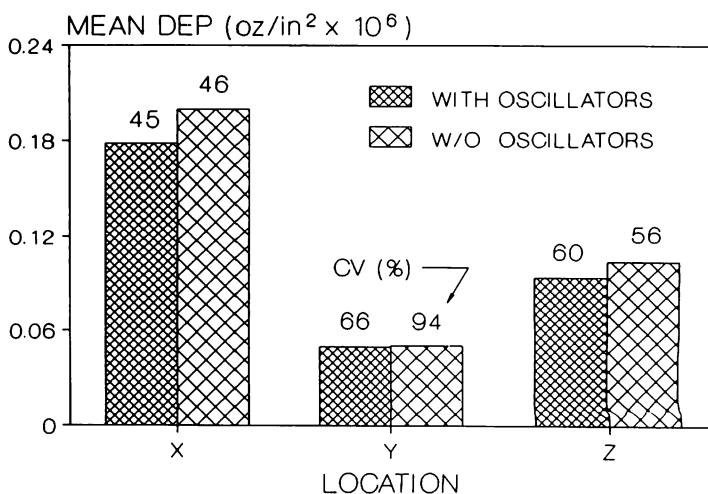 MEAN DEP (oz/in² x 10⁶)
0.24
0.18
0.12
0.06
0
45
46
66
94
60
56
CV (%)
WITH OSCILLATORS
W/O OSCILLATORS
X
Y
Z
LOCATION